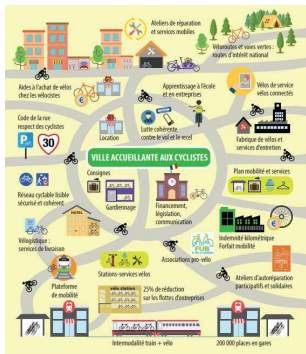 Ateliers de réparation
et services mobiles
Véloroutes et voies vertes :
routes d'intérêt national
Aides à l'achat de vélos
chez les vélocistes
Apprentissage à l'école
et en entreprises
Vélos de service
vélos connectés
Code de la rue
respect des cyclistes
P
30
Location
Lutte cohérente
contre le vol et le recel
Fabrique de vélos et
services d'entretien
VILLE ACCUEILLANTE AUX CYCLISTES
Réseau cyclable lisible
sécurisé et cohérent
Consignes
Gardiennage
Financement,
législation,
communication
Plan mobilité et services
HOTEL
Vélogistique :
services de livraison
FUB
Associations pro-vélo
Indemnité kilométrique
Forfait mobilité
Stations-services vélos
Plateforme
de mobilité
vélo station
25% de réduction
sur les flottes d'entreprises
Ateliers d'autoréparation
participatifs et solidaires
Intermodalité train + vélo
200 000 places en gares